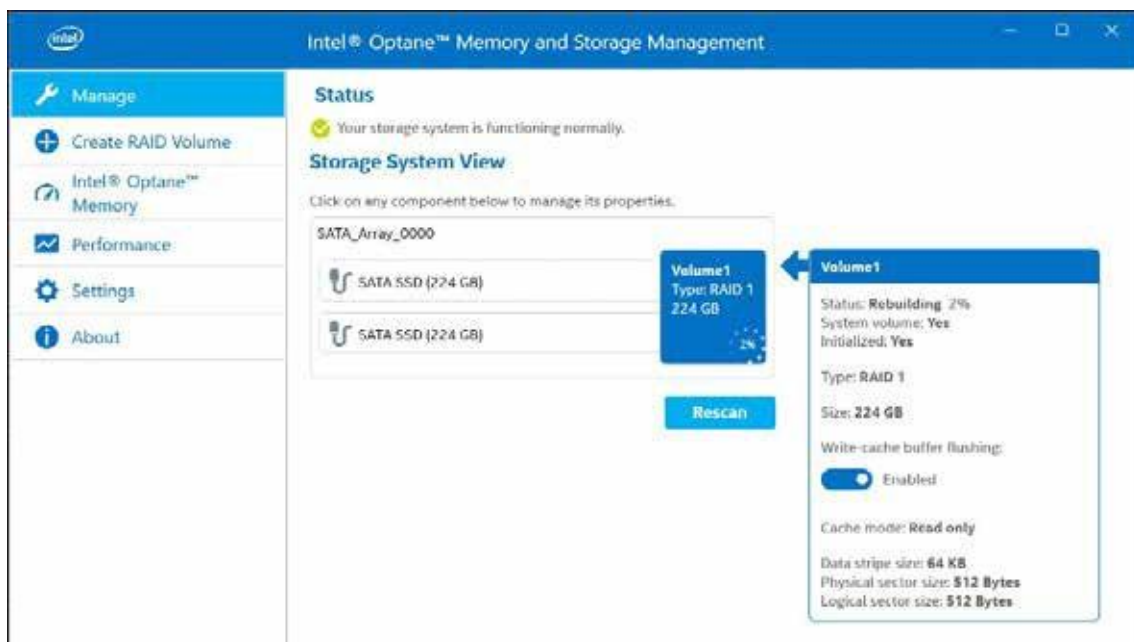 intel
Intel® Optane™ Memory and Storage Management
Manage
Create RAID Volume
Intel® Optane™
Memory
Performance
Settings
About
Status
Your storage system is functioning normally.
Storage System View
Click on any component below to manage its properties.
SATA_Array_0000
SATA SSD (224 GB)
SATA SSD (224 GB)
Volume1
Type: RAID 1
224 GB
2%
Rescan
Volume1
Status: Rebuilding 2%
System volume: Yes
Initialized: Yes
Type: RAID 1
Size: 224 GB
Write-cache buffer flushing:
Enabled
Cache mode: Read only
Data stripe size: 64 KB
Physical sector size: 512 Bytes
Logical sector size: 512 Bytes